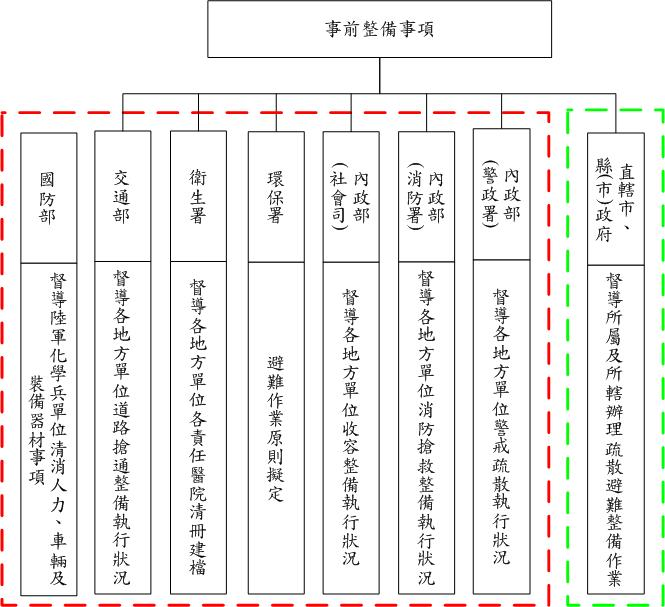 事前整備事項
國防部
督導陸軍化學兵單位清消人力、車輛及
裝備器材事項
交通部
督導各地方單位道路搶通整備執行狀況
衛生署
督導各地方單位各責任醫院清冊建檔
環保署
避難作業原則擬定
內政部
(社會司)
督導各地方單位收容整備執行狀況
內政部
(消防署)
督導各地方單位消防搶救整備執行狀況
內政部
(警政署)
督導各地方單位警戒疏散執行狀況
直轄市、
縣(市)政府
督導所屬及所轄辦理疏散避難整備作業